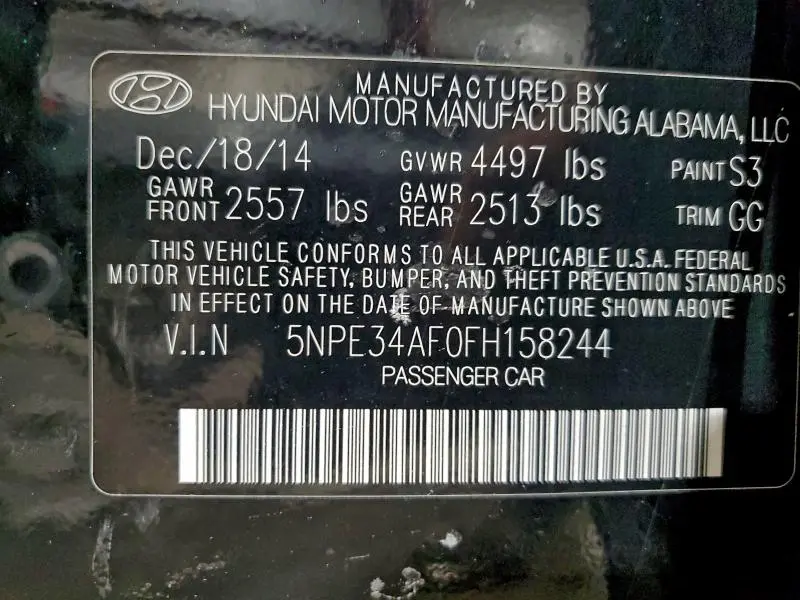 MANUFACTURED BY
HYUNDAI MOTOR MANUFACTURING ALABAMA, LLC
Dec/18/14 GVWR 4497 lbs PAINT S3
GAWR FRONT 2557 lbs GAWR REAR 2513 lbs TRIM GG
THIS VEHICLE CONFORMS TO ALL APPLICABLE U.S.A. FEDERAL
MOTOR VEHICLE SAFETY, BUMPER, AND THEFT PREVENTION STANDARDS
IN EFFECT ON THE DATE OF MANUFACTURE SHOWN ABOVE
V.I.N 5NPE34AF0FH158244
PASSENGER CAR